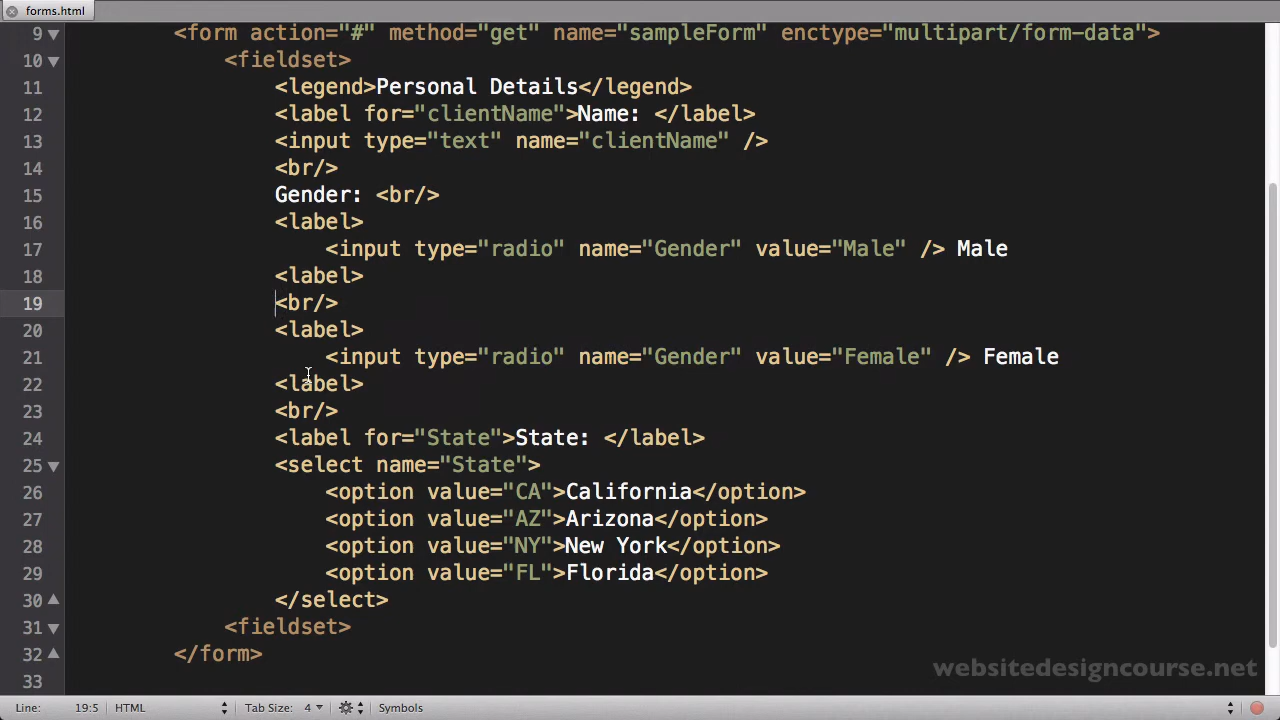 forms.html
9 <form action="#" method="get" name="sampleForm" enctype="multipart/form-data">
10 <fieldset>
11 <legend>Personal Details</legend>
12 <label for="clientName">Name: </label>
13 <input type="text" name="clientName" />
14 <br/>
15 Gender: <br/>
16 <label>
17 <input type="radio" name="Gender" value="Male" /> Male
18 <label>
19 <br/>
20 <label>
21 <input type="radio" name="Gender" value="Female" /> Female
22 <label>
23 <br/>
24 <label for="State">State: </label>
25 <select name="State">
26 <option value="CA">California</option>
27 <option value="AZ">Arizona</option>
28 <option value="NY">New York</option>
29 <option value="FL">Florida</option>
30 </select>
31 <fieldset>
32 </form>
33
websitedesigncourse.net
Line: 19:5 HTML Tab Size: 4 Symbols